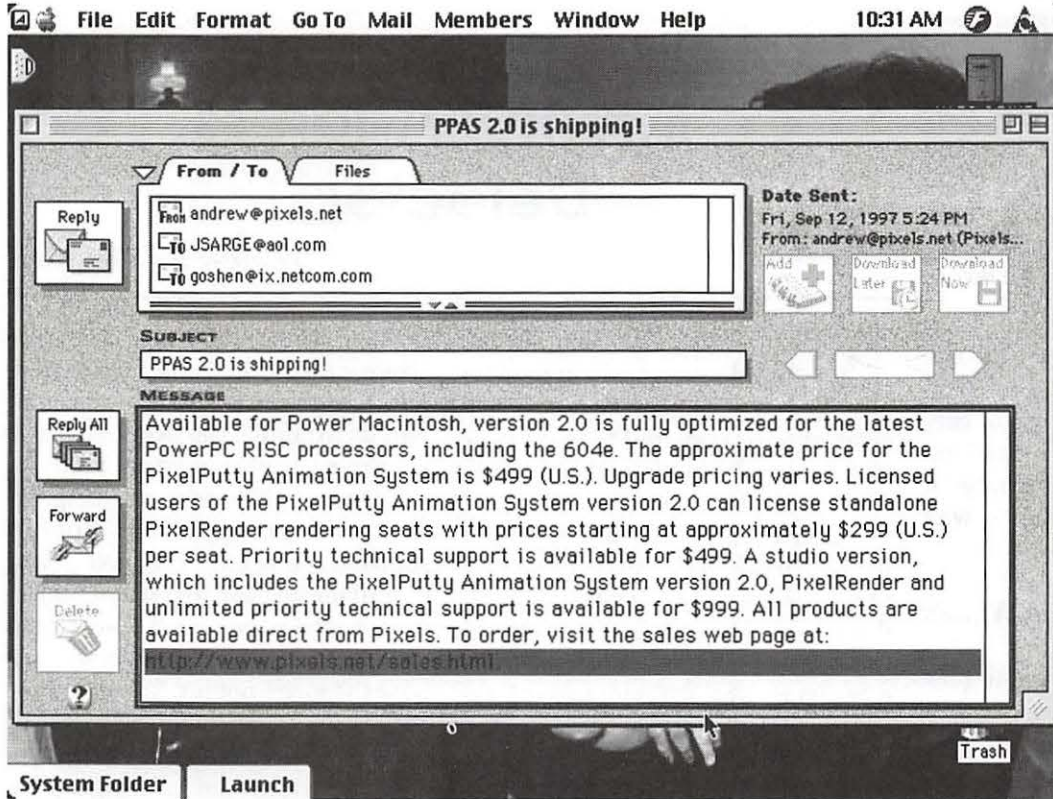 File Edit Format Go To Mail Members Window Help 10:31 AM
PPAS 2.0 is shipping!
From / To Files
Reply
FROM andrew@pixels.net
TO JSARGE@aol.com
TO goshen@ix.netcom.com
Date Sent:
Fri, Sep 12, 1997 5:24 PM
From: andrew@pixels.net (Pixels...
Add
Download Later
Download Now
SUBJECT
PPAS 2.0 is shipping!
MESSAGE
Reply All
Forward
Delete
?
Available for Power Macintosh, version 2.0 is fully optimized for the latest
PowerPC RISC processors, including the 604e. The approximate price for the
PixelPutty Animation System is $499 (U.S.). Upgrade pricing varies. Licensed
users of the PixelPutty Animation System version 2.0 can license standalone
PixelRender rendering seats with prices starting at approximately $299 (U.S.)
per seat. Priority technical support is available for $499. A studio version,
which includes the PixelPutty Animation System version 2.0, PixelRender and
unlimited priority technical support is available for $999. All products are
available direct from Pixels. To order, visit the sales web page at:
http://www.pixels.net/sales.html.
Trash
System Folder Launch